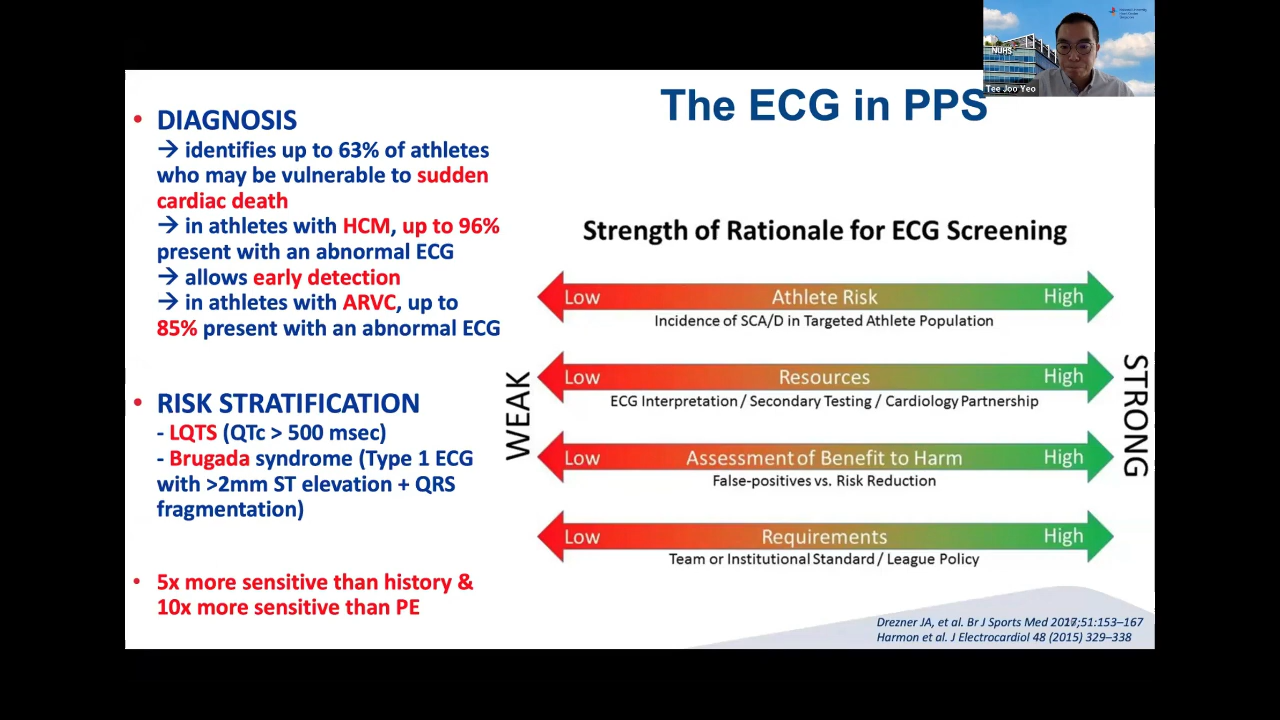 The ECG in PPS
NUHS
Tee Joo Yeo
• DIAGNOSIS
→ identifies up to 63% of athletes
who may be vulnerable to sudden
cardiac death
→ in athletes with HCM, up to 96%
present with an abnormal ECG
→ allows early detection
→ in athletes with ARVC, up to
85% present with an abnormal ECG
• RISK STRATIFICATION
- LQTS (QTc > 500 msec)
- Brugada syndrome (Type 1 ECG
with >2mm ST elevation + QRS
fragmentation)
• 5x more sensitive than history &
10x more sensitive than PE
Strength of Rationale for ECG Screening
WEAK
Low Athlete Risk High
Incidence of SCA/D in Targeted Athlete Population
Low Resources High
ECG Interpretation / Secondary Testing / Cardiology Partnership
Low Assessment of Benefit to Harm High
False-positives vs. Risk Reduction
Low Requirements High
Team or Institutional Standard / League Policy
STRONG
Drezner JA, et al. Br J Sports Med ;51:153–167
Harmon et al. J Electrocardiol 48 (2015) 329–338